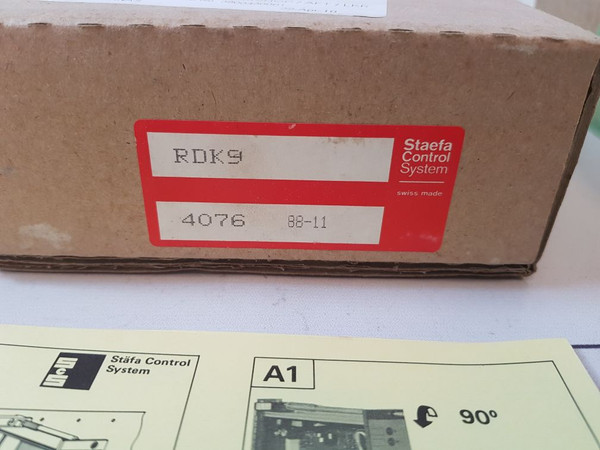 RDK9
Staefa
Control
System
swiss made
4076 88-11
Stäfa Control
System
A1
90°